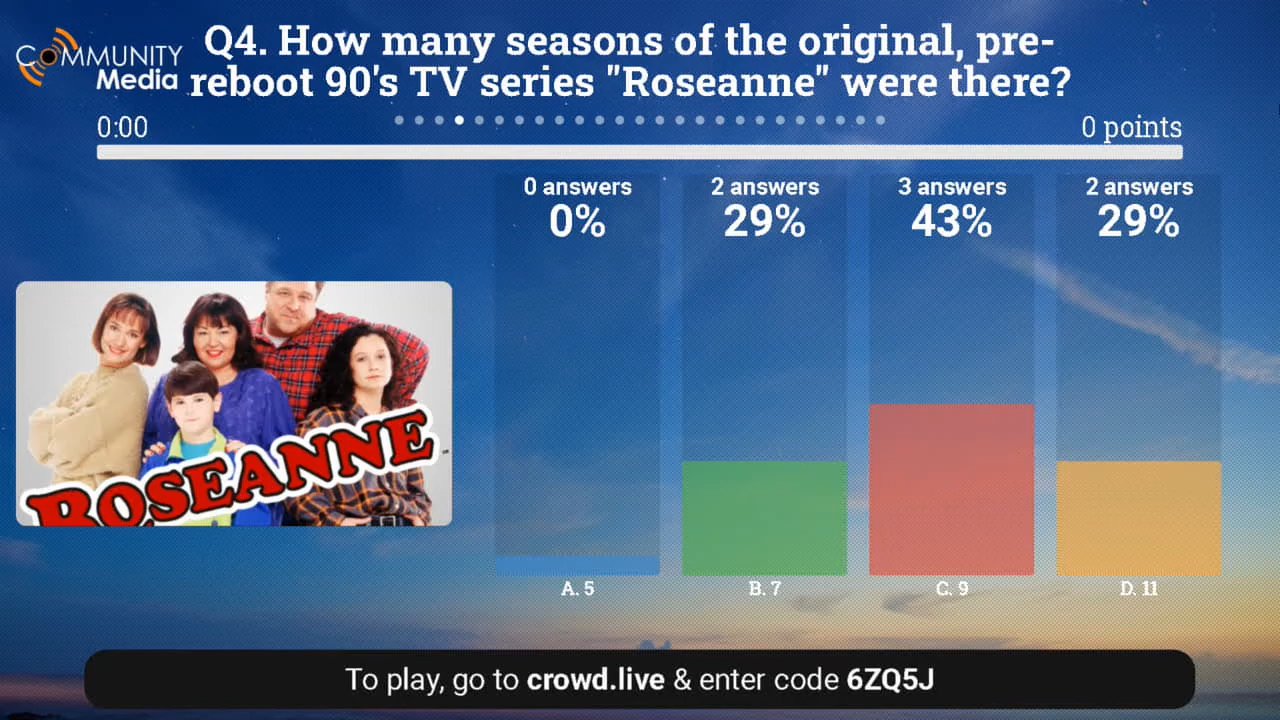 COMMUNITY
Media
Q4. How many seasons of the original, pre-
reboot 90's TV series "Roseanne" were there?
0:00
0 points
0 answers
0%
2 answers
29%
3 answers
43%
2 answers
29%
ROSEANNE
A. 5
B. 7
C. 9
D. 11
To play, go to crowd.live & enter code 6ZQ5J